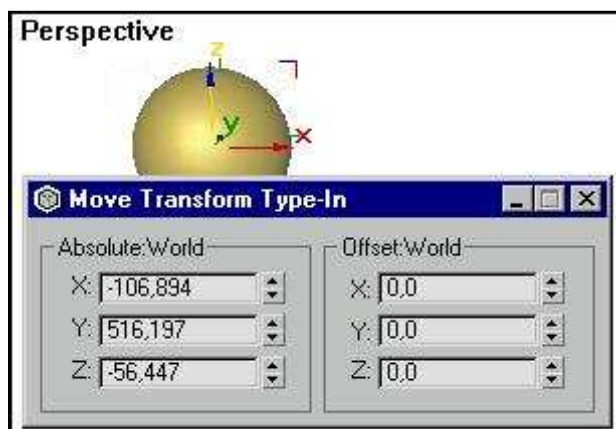 Perspective
z
y
x
Move Transform Type-In
Absolute:World
X: -106,894
Y: 516,197
Z: -56,447
Offset:World
X: 0,0
Y: 0,0
Z: 0,0